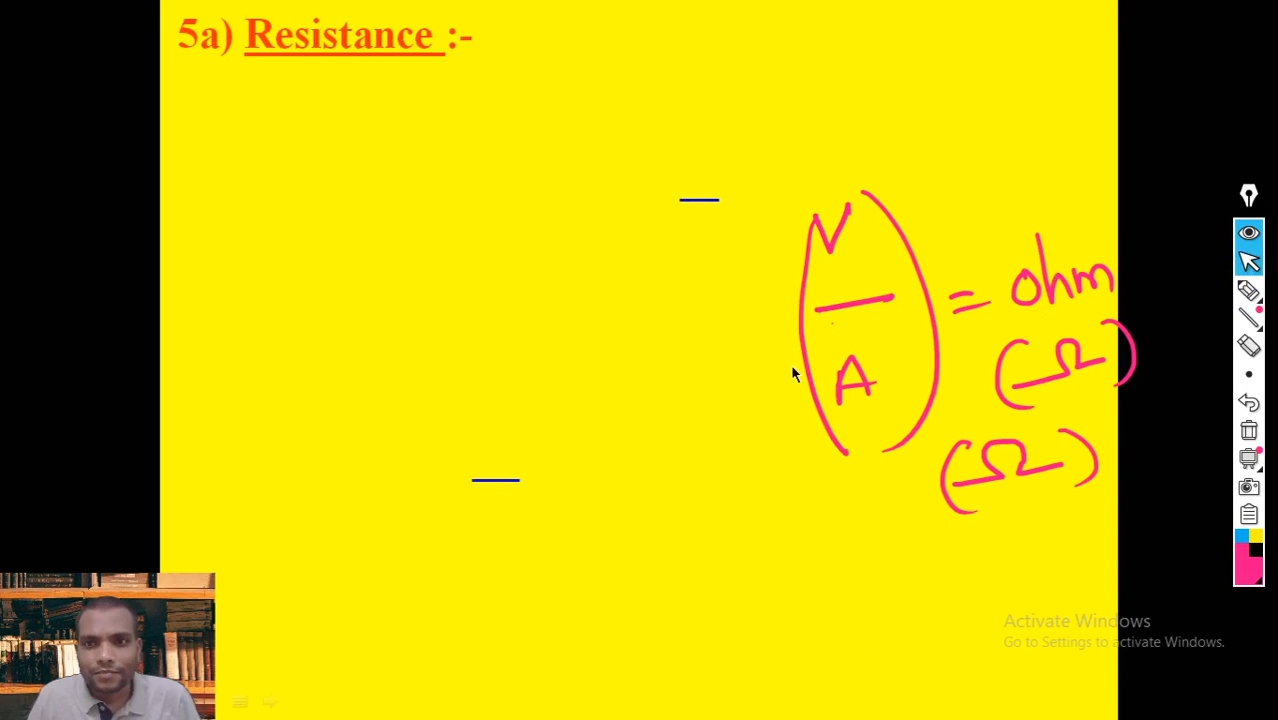 5a) Resistance :-
V
A
= ohm
(Ω)
(Ω)
Activate Windows
Go to Settings to activate Windows.